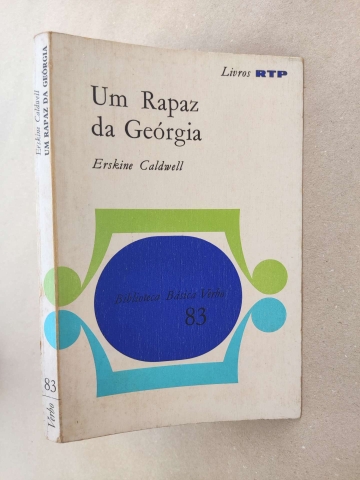 Livros RTP
Um Rapaz
da Geórgia
Erskine Caldwell
Biblioteca Básica Verbo
83
Erskine Caldwell
UM RAPAZ DA GEÓRGIA
83
Verbo